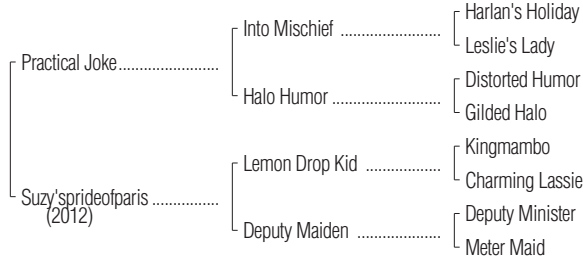 Harlan's Holiday
Into Mischief ....................
Leslie's Lady
Practical Joke....................
Distorted Humor
Halo Humor ......................
Gilded Halo
Kingmambo
Lemon Drop Kid ...............
Charming Lassie
Suzy'sprideofparis .............
(2012)
Deputy Minister
Deputy Maiden .................
Meter Maid